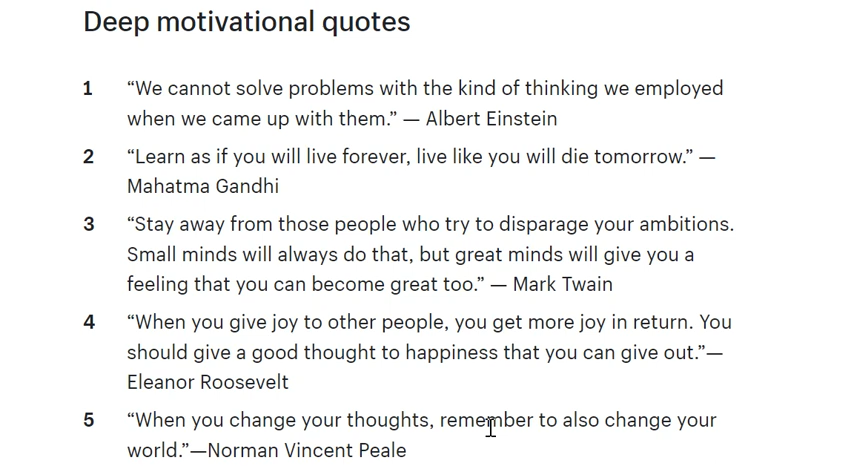 Deep motivational quotes
1 “We cannot solve problems with the kind of thinking we employed
when we came up with them.” — Albert Einstein
2 “Learn as if you will live forever, live like you will die tomorrow.” —
Mahatma Gandhi
3 “Stay away from those people who try to disparage your ambitions.
Small minds will always do that, but great minds will give you a
feeling that you can become great too.” — Mark Twain
4 “When you give joy to other people, you get more joy in return. You
should give a good thought to happiness that you can give out.”—
Eleanor Roosevelt
5 “When you change your thoughts, remember to also change your
world.”—Norman Vincent Peale